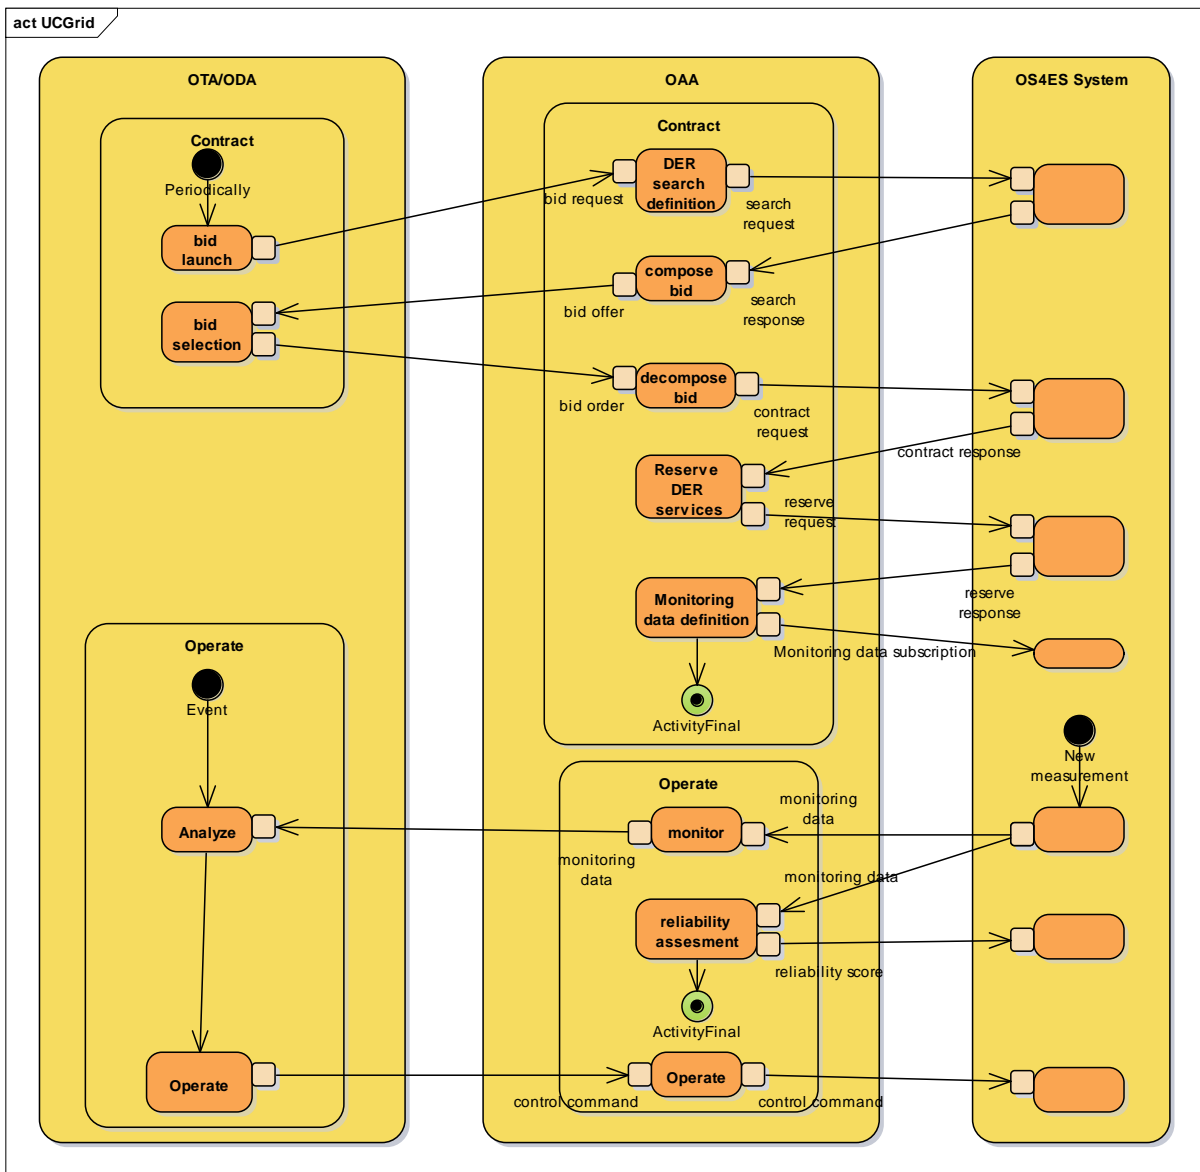 act UCGrid
OTA/ODA
Contract
Periodically
bid
launch
bid
selection
Operate
Event
Analyze
Operate
OAA
Contract
bid request
DER
search
definition
search
request
compose
bid
bid offer
search
response
decompose
bid
bid order
contract
request
contract response
Reserve
DER
services
reserve
request
reserve
response
Monitoring
data definition
Monitoring data subscription
ActivityFinal
Operate
monitoring
data
monitor
monitoring
data
monitoring data
reliability
assesment
reliability score
ActivityFinal
Operate
control command
control command
OS4ES System
New
measurement